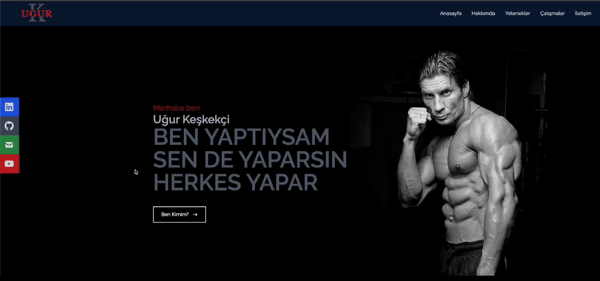 K
UĞUR
Anasayfa
Hakkımda
Yetenekler
Çalışmalar
İletişim
Merhaba ben
Uğur Keşkekçi
BEN YAPTIYSAM
SEN DE YAPARSIN
HERKES YAPAR
Ben Kimim? →